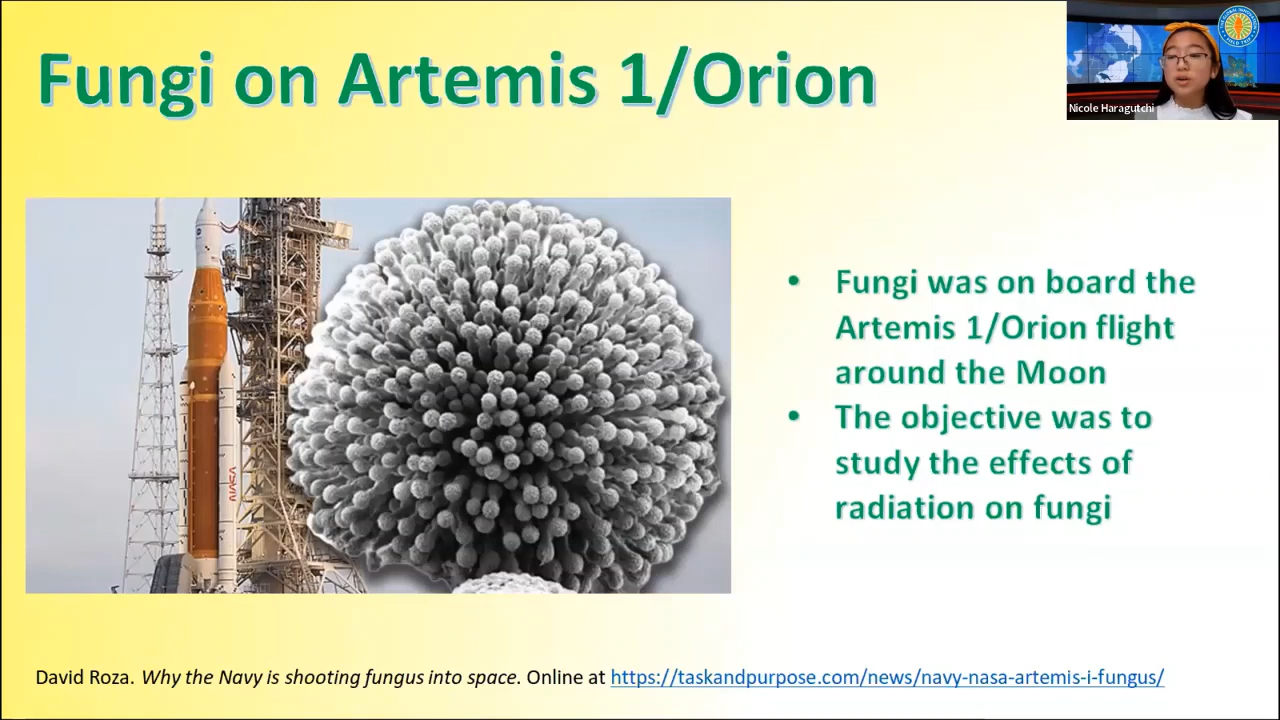 Fungi on Artemis 1/Orion
Nicole Haragutchi
NASA
• Fungi was on board the
Artemis 1/Orion flight
around the Moon
• The objective was to
study the effects of
radiation on fungi
David Roza. Why the Navy is shooting fungus into space. Online at https://taskandpurpose.com/news/navy-nasa-artemis-i-fungus/